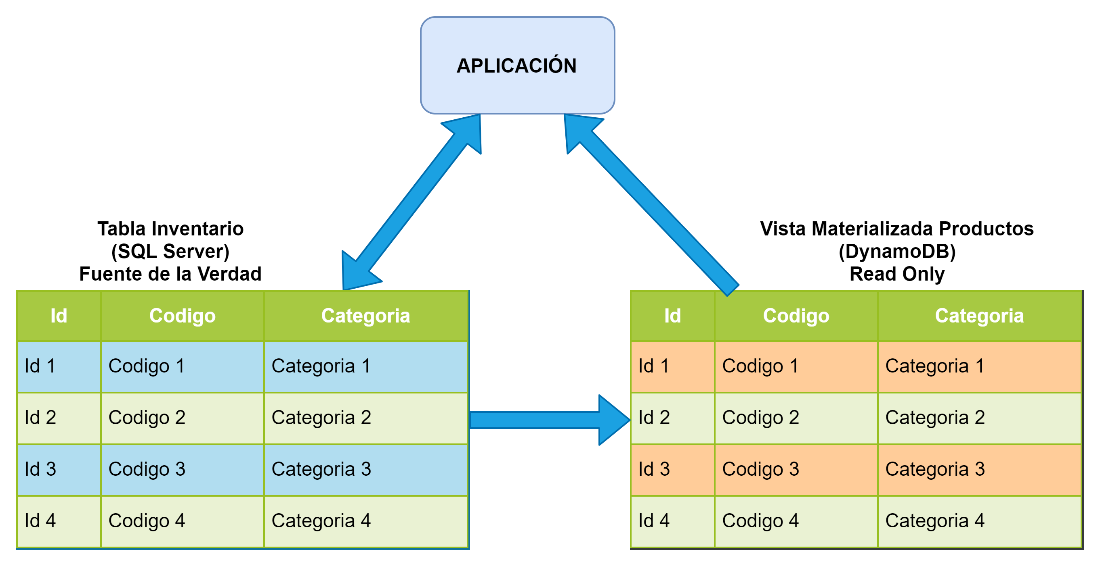 APLICACIÓN
Tabla Inventario
(SQL Server)
Fuente de la Verdad
Id Codigo Categoria
Id 1 Codigo 1 Categoria 1
Id 2 Codigo 2 Categoria 2
Id 3 Codigo 3 Categoria 3
Id 4 Codigo 4 Categoria 4
Vista Materializada Productos
(DynamoDB)
Read Only
Id Codigo Categoria
Id 1 Codigo 1 Categoria 1
Id 2 Codigo 2 Categoria 2
Id 3 Codigo 3 Categoria 3
Id 4 Codigo 4 Categoria 4